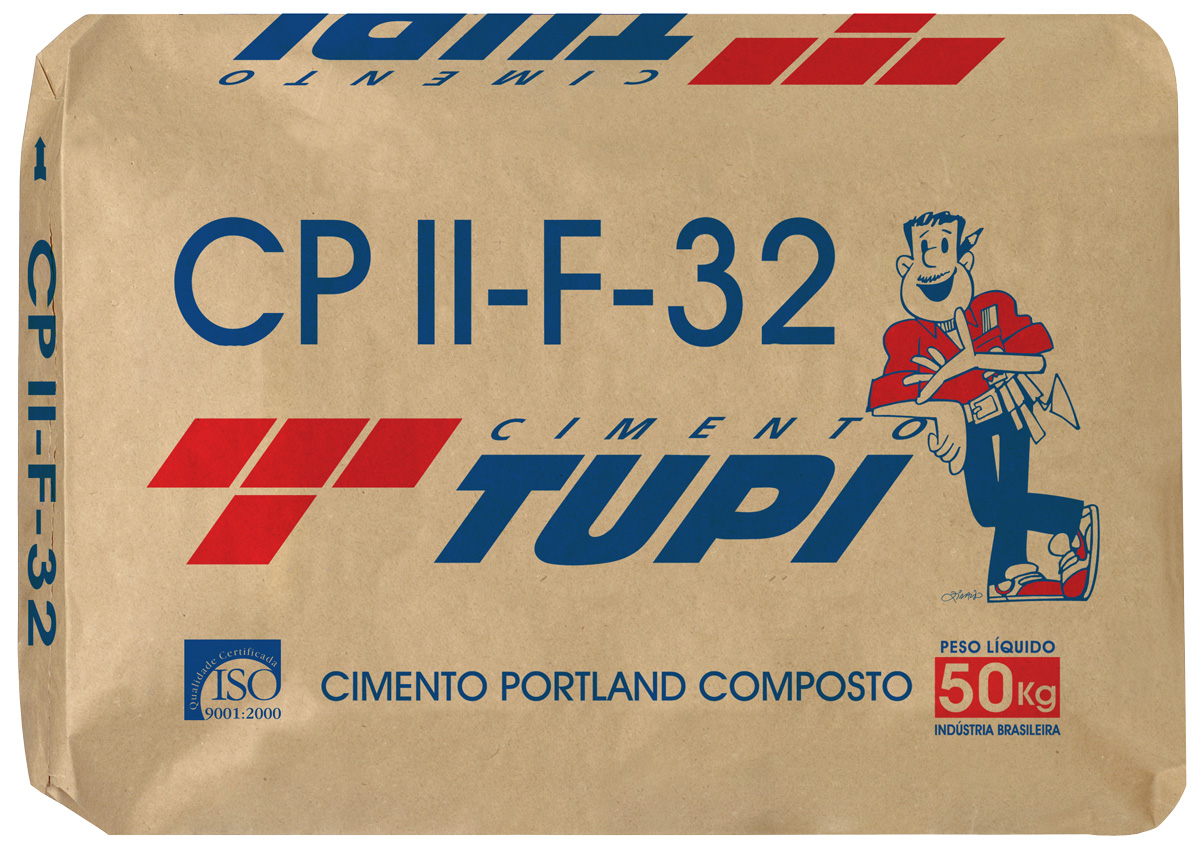 TUPI
CIMENTO
CP II-F-32
CP II-F-32
CIMENTO
TUPI
Qualidade Certificada
ISO
9001:2000
CIMENTO PORTLAND COMPOSTO
PESO LÍQUIDO
50Kg
INDÚSTRIA BRASILEIRA